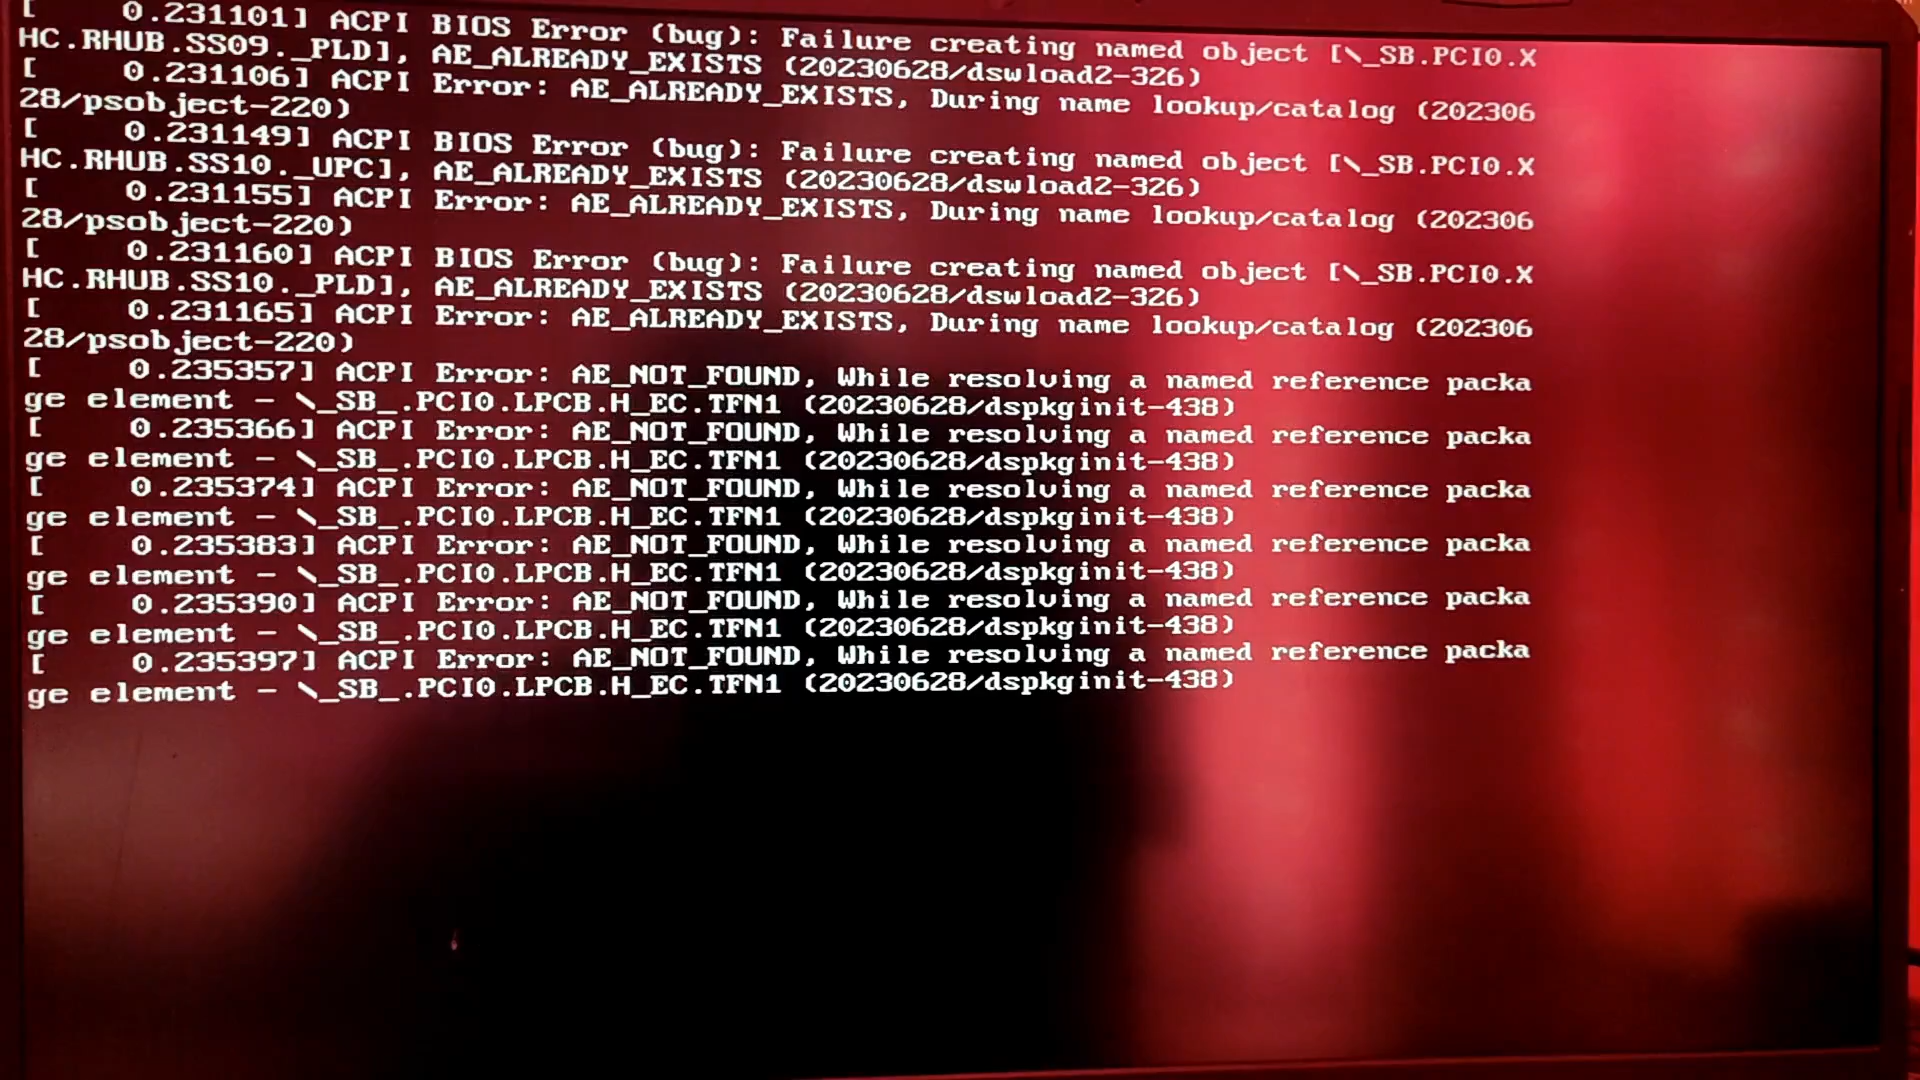 [    0.231101] ACPI BIOS Error (bug): Failure creating named object [\_SB.PCI0.X
HC.RHUB.SS09._PLD], AE_ALREADY_EXISTS (20230628/dswload2-326)
[    0.231106] ACPI Error: AE_ALREADY_EXISTS, During name lookup/catalog (202306
28/psobject-220)
[    0.231149] ACPI BIOS Error (bug): Failure creating named object [\_SB.PCI0.X
HC.RHUB.SS10._UPC], AE_ALREADY_EXISTS (20230628/dswload2-326)
[    0.231155] ACPI Error: AE_ALREADY_EXISTS, During name lookup/catalog (202306
28/psobject-220)
[    0.231160] ACPI BIOS Error (bug): Failure creating named object [\_SB.PCI0.X
HC.RHUB.SS10._PLD], AE_ALREADY_EXISTS (20230628/dswload2-326)
[    0.231165] ACPI Error: AE_ALREADY_EXISTS, During name lookup/catalog (202306
28/psobject-220)
[    0.235357] ACPI Error: AE_NOT_FOUND, While resolving a named reference packa
ge element - \_SB_.PCI0.LPCB.H_EC.TFN1 (20230628/dspkginit-438)
[    0.235366] ACPI Error: AE_NOT_FOUND, While resolving a named reference packa
ge element - \_SB_.PCI0.LPCB.H_EC.TFN1 (20230628/dspkginit-438)
[    0.235374] ACPI Error: AE_NOT_FOUND, While resolving a named reference packa
ge element - \_SB_.PCI0.LPCB.H_EC.TFN1 (20230628/dspkginit-438)
[    0.235383] ACPI Error: AE_NOT_FOUND, While resolving a named reference packa
ge element - \_SB_.PCI0.LPCB.H_EC.TFN1 (20230628/dspkginit-438)
[    0.235390] ACPI Error: AE_NOT_FOUND, While resolving a named reference packa
ge element - \_SB_.PCI0.LPCB.H_EC.TFN1 (20230628/dspkginit-438)
[    0.235397] ACPI Error: AE_NOT_FOUND, While resolving a named reference packa
ge element - \_SB_.PCI0.LPCB.H_EC.TFN1 (20230628/dspkginit-438)